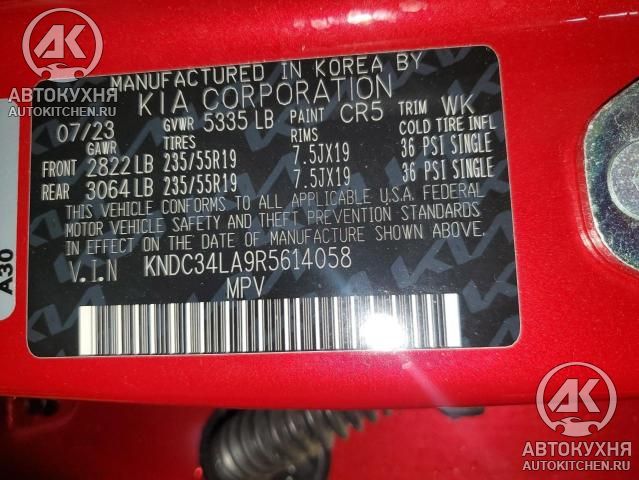 MANUFACTURED IN KOREA BY
KIA CORPORATION
07/23 GVWR 5335 LB PAINT CR5 TRIM WK
GAWR TIRES RIMS COLD TIRE INFL
FRONT 2822 LB 235/55R19 7.5JX19 36 PSI SINGLE
REAR 3064 LB 235/55R19 7.5JX19 36 PSI SINGLE
THIS VEHICLE CONFORMS TO ALL APPLICABLE U.S.A. FEDERAL
MOTOR VEHICLE SAFETY AND THEFT PREVENTION STANDARDS
IN EFFECT ON THE DATE OF MANUFACTURE SHOWN ABOVE.
V.I.N KNDC34LA9R5614058
MPV
A30
АК
АВТОКУХНЯ
AUTOKITCHEN.RU
АК
АВТОКУХНЯ
AUTOKITCHEN.RU